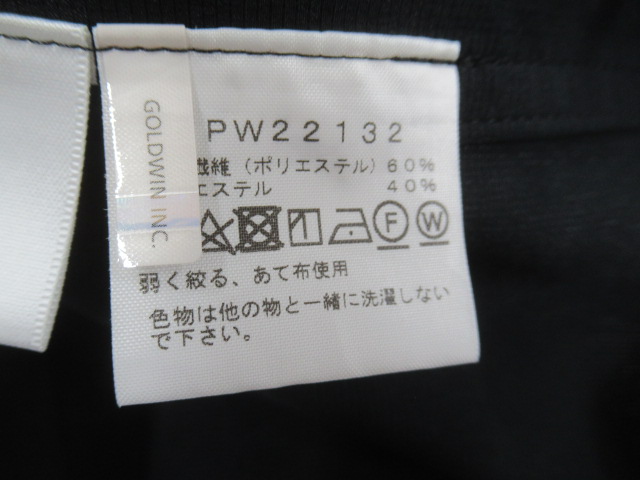 GOLDWIN INC.
PW22132
繊維（ポリエステル）60%
エステル 40%
F W
弱く絞る、あて布使用
色物は他の物と一緒に洗濯しない
で下さい。